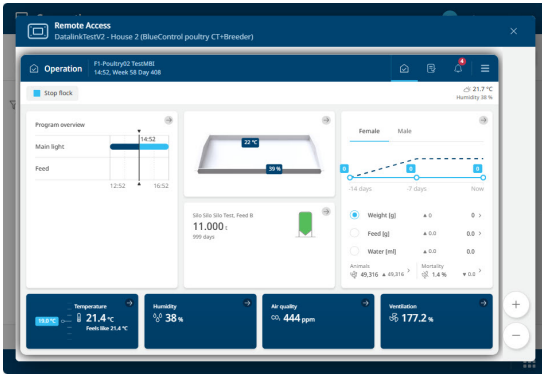 Remote Access
DatalinkTestV2 - House 2 (BlueControl poultry CT+Breeder)
Operation
F1-Poultry02 TestMBI
14:52, Week 58 Day 408
4
Stop flock
21.7 °C
Humidity 38 %
Program overview
14:52
Main light
Feed
12:52 16:52
22 °C
39 %
Silo Silo Silo Test, Feed B
11.000 t
999 days
Female Male
0 0 0
-14 days -7 days Now
Weight [g] ▲ 0 0 >
Feed [g] ▲ 0.0 0.0 >
Water [ml] ▲ 0.0 0.0
Animals
49,316 ▲ 49,316 >
Mortality
1.4 % ▼ 0.0 >
Temperature
19.0 °C
21.4 °C
Feels like 21.4 °C
Humidity
38 %
Air quality
CO₂ 444 ppm
Ventilation
177.2 %
+
−